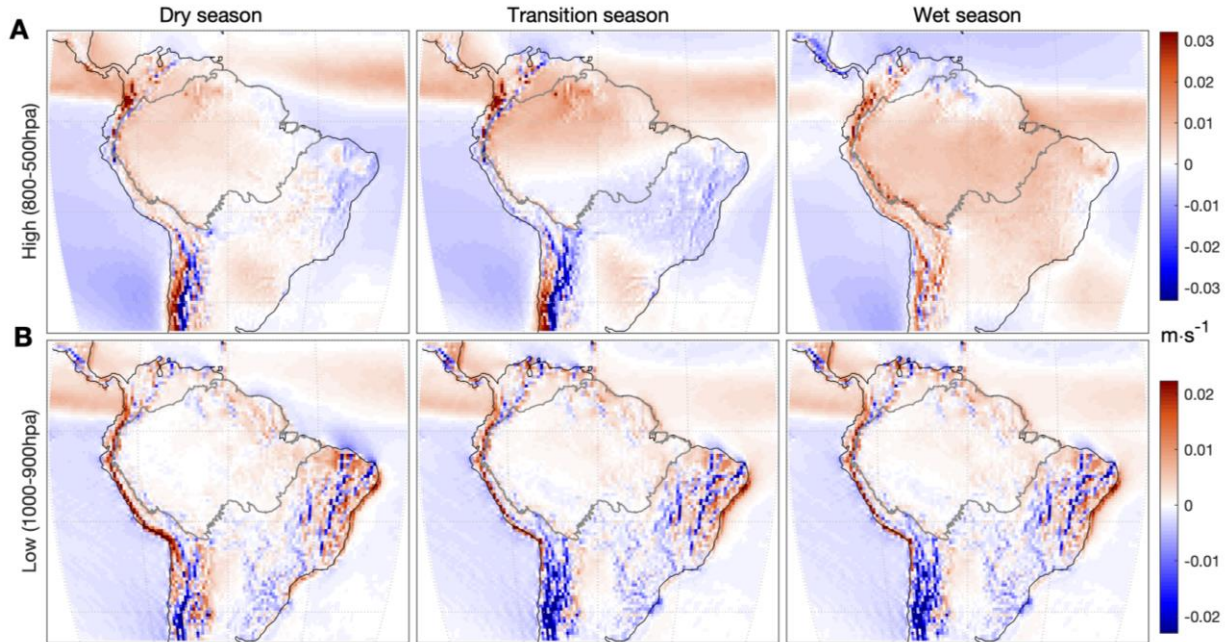 Dry season
Transition season
Wet season
A
High (800-500hpa)
0.03
0.02
0.01
0
-0.01
-0.02
-0.03
m·s⁻¹
B
Low (1000-900hpa)
0.02
0.01
0
-0.01
-0.02